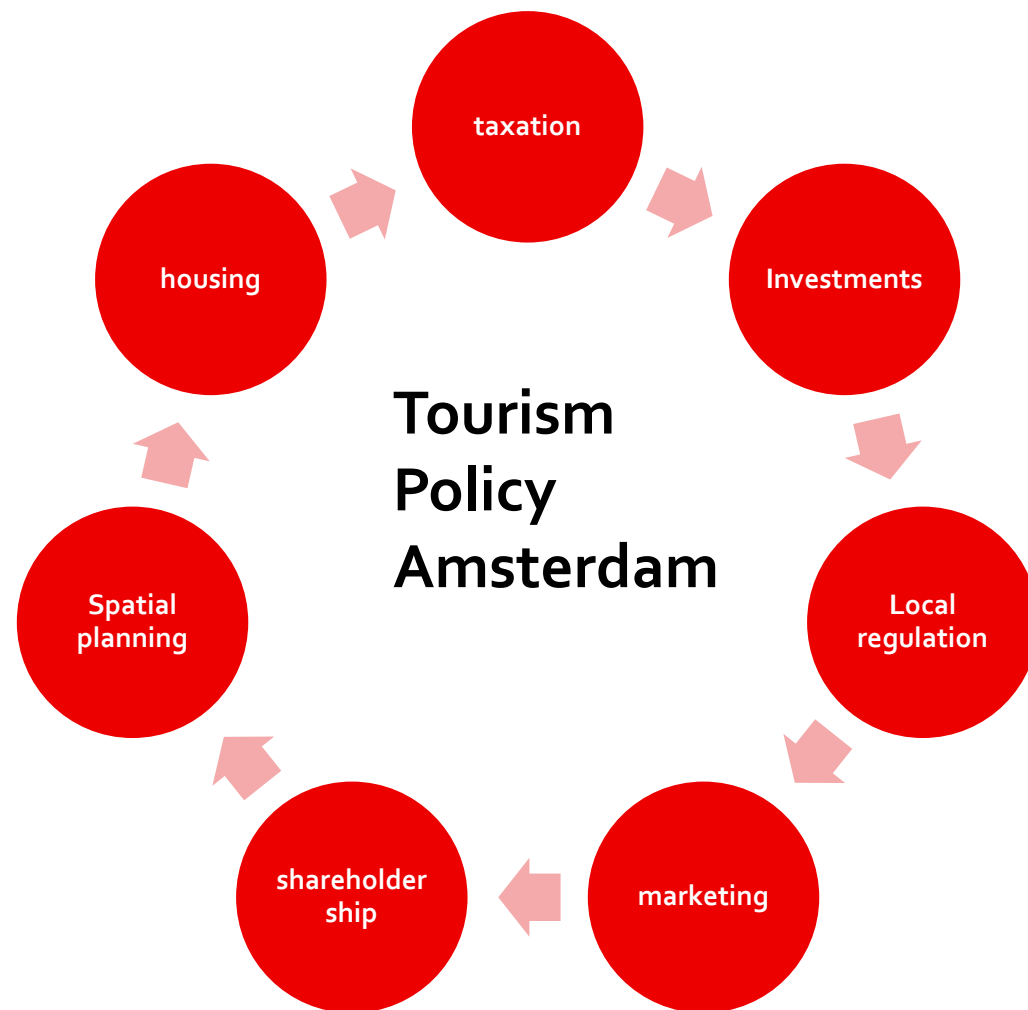 taxation
Investments
Local
regulation
marketing
shareholder
ship
Spatial
planning
housing
Tourism
Policy
Amsterdam